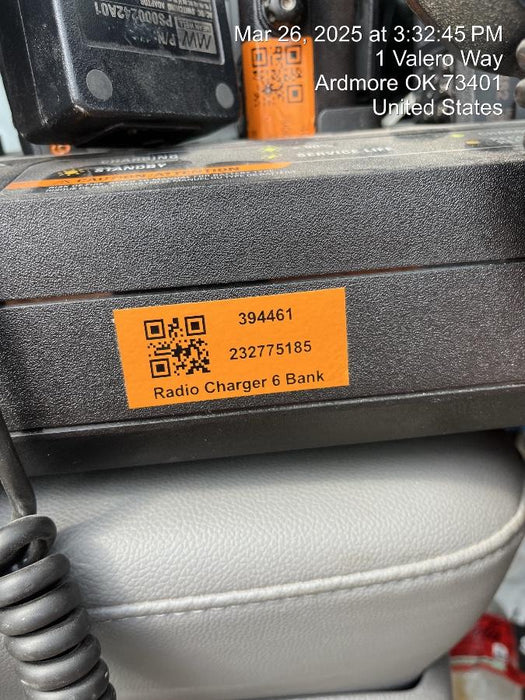 Mar 26, 2025 at 3:32:45 PM
1 Valero Way
Ardmore OK 73401
United States
P/N
PS000242A01
STANDBY
SERVICE LIFE
394461
232775185
Radio Charger 6 Bank